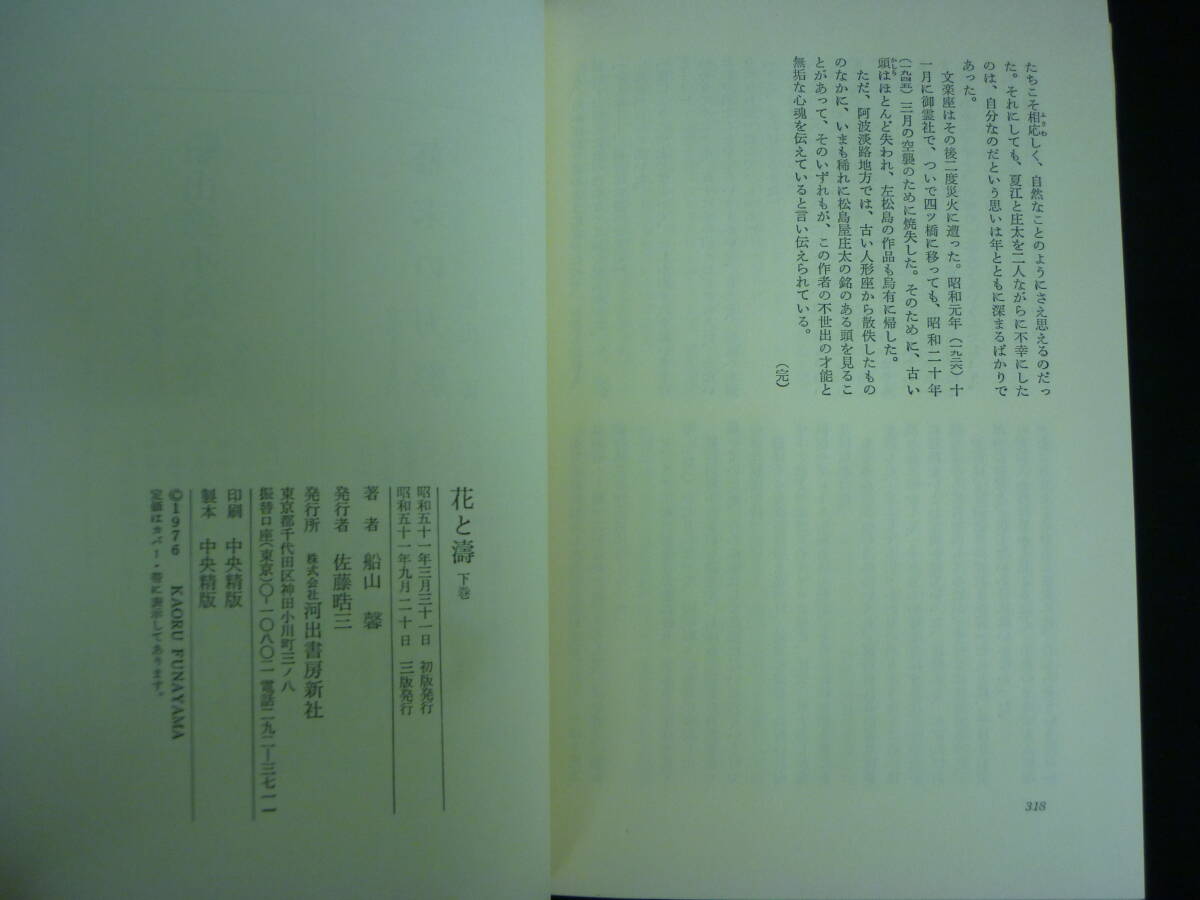 たちこそ相応しく、自然なことのようにさえ思えるのだっ
た。それにしても、夏江と庄太を二人ながらに不幸にした
のは、自分なのだという思いは年とともに深まるばかりで
あった。
文楽座はその後二度災火に遭った。昭和元年(一九二六)十
一月に御霊社で、ついで四ツ橋に移っても、昭和二十年
(一九四五)三月の空襲のために焼失した。そのために、古い
頭はほとんど失われ、左松島の作品も烏有に帰した。
ただ、阿波淡路地方では、古い人形座から散佚したもの
のなかに、いまも稀れに松島屋庄太の銘のある頭を見るこ
とがあって、そのいずれもが、この作者の不世出の才能と
無垢な心魂を伝えていると言い伝えられている。
(完)
318
花と濤 下巻
昭和五十一年三月三十一日 初版発行
昭和五十一年九月二十日 三版発行
著者 船山馨
発行者 佐藤晧三
発行所 株式会社 河出書房新社
東京都千代田区神田小川町三ノ八
振替口座(東京)〇-一〇八〇二 電話二九二-三七一一
印刷 中央精版
製本 中央精版
©1976 KAORU FUNAYAMA
定価はカバー・帯に表示してあります。